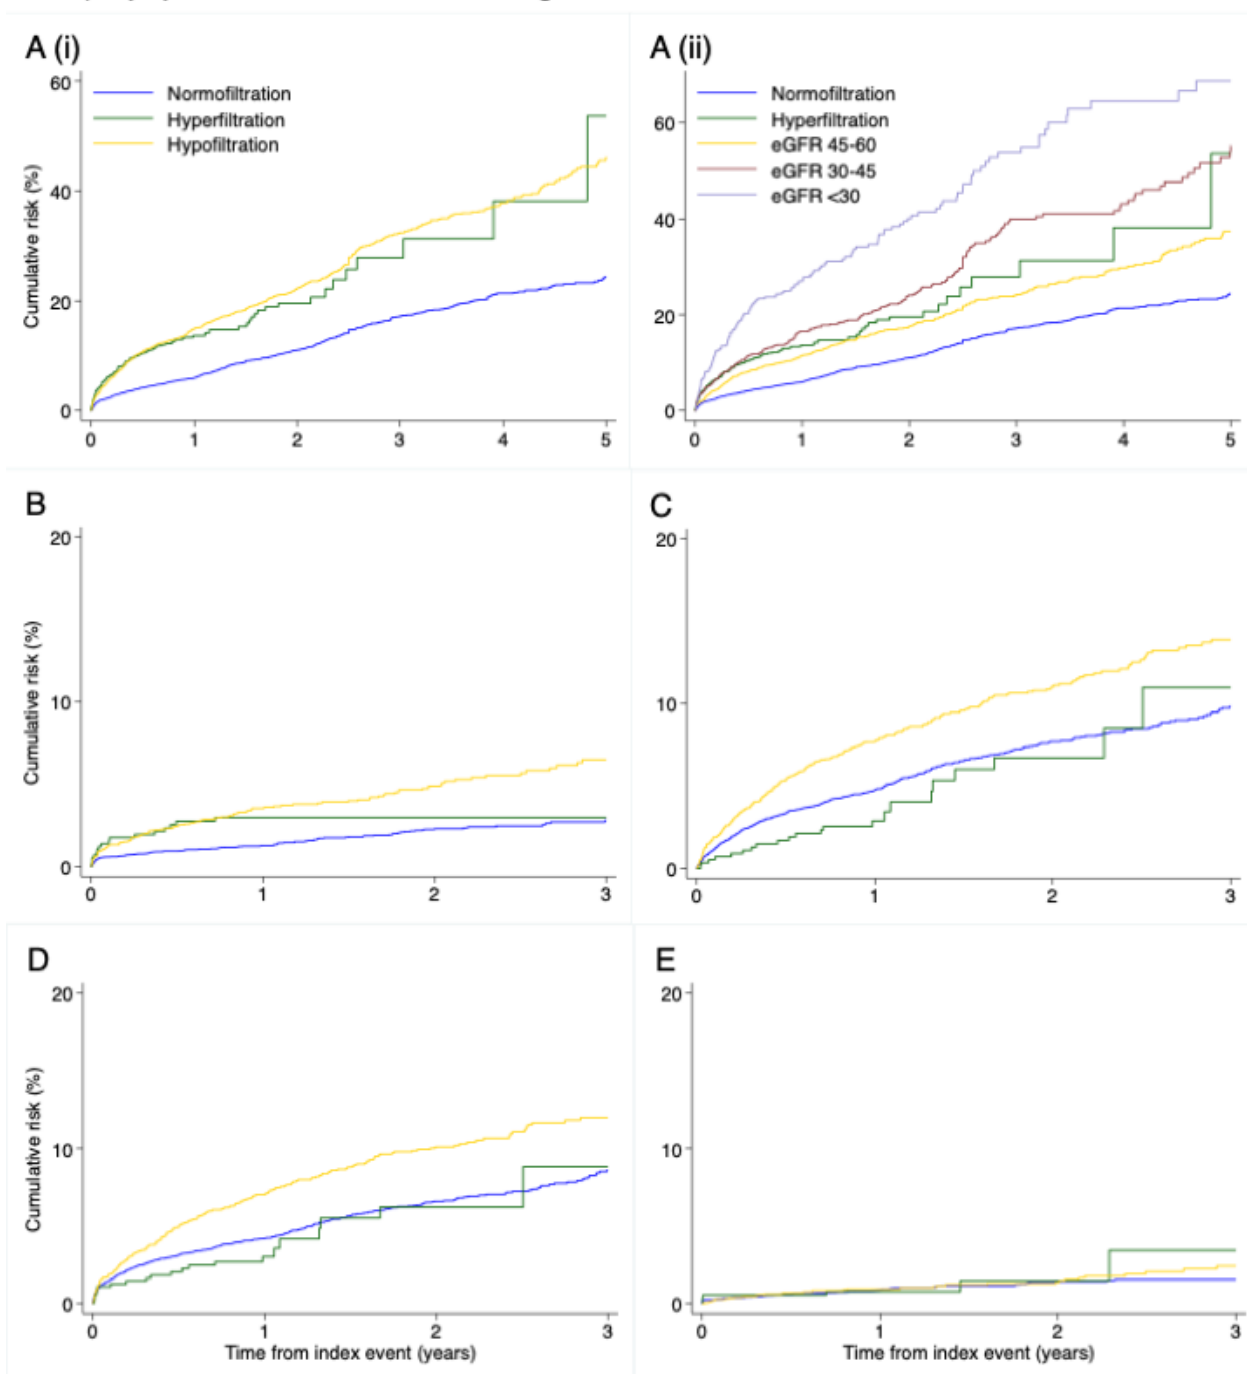 A (i)
60
40
20
0
Cumulative risk (%)
Normofiltration
Hyperfiltration
Hypofiltration
0 1 2 3 4 5
A (ii)
60
40
20
0
Normofiltration
Hyperfiltration
eGFR 45-60
eGFR 30-45
eGFR <30
0 1 2 3 4 5
B
20
10
0
Cumulative risk (%)
0 1 2 3
C
20
10
0
0 1 2 3
D
20
10
0
Cumulative risk (%)
0 1 2 3
Time from index event (years)
E
20
10
0
0 1 2 3
Time from index event (years)